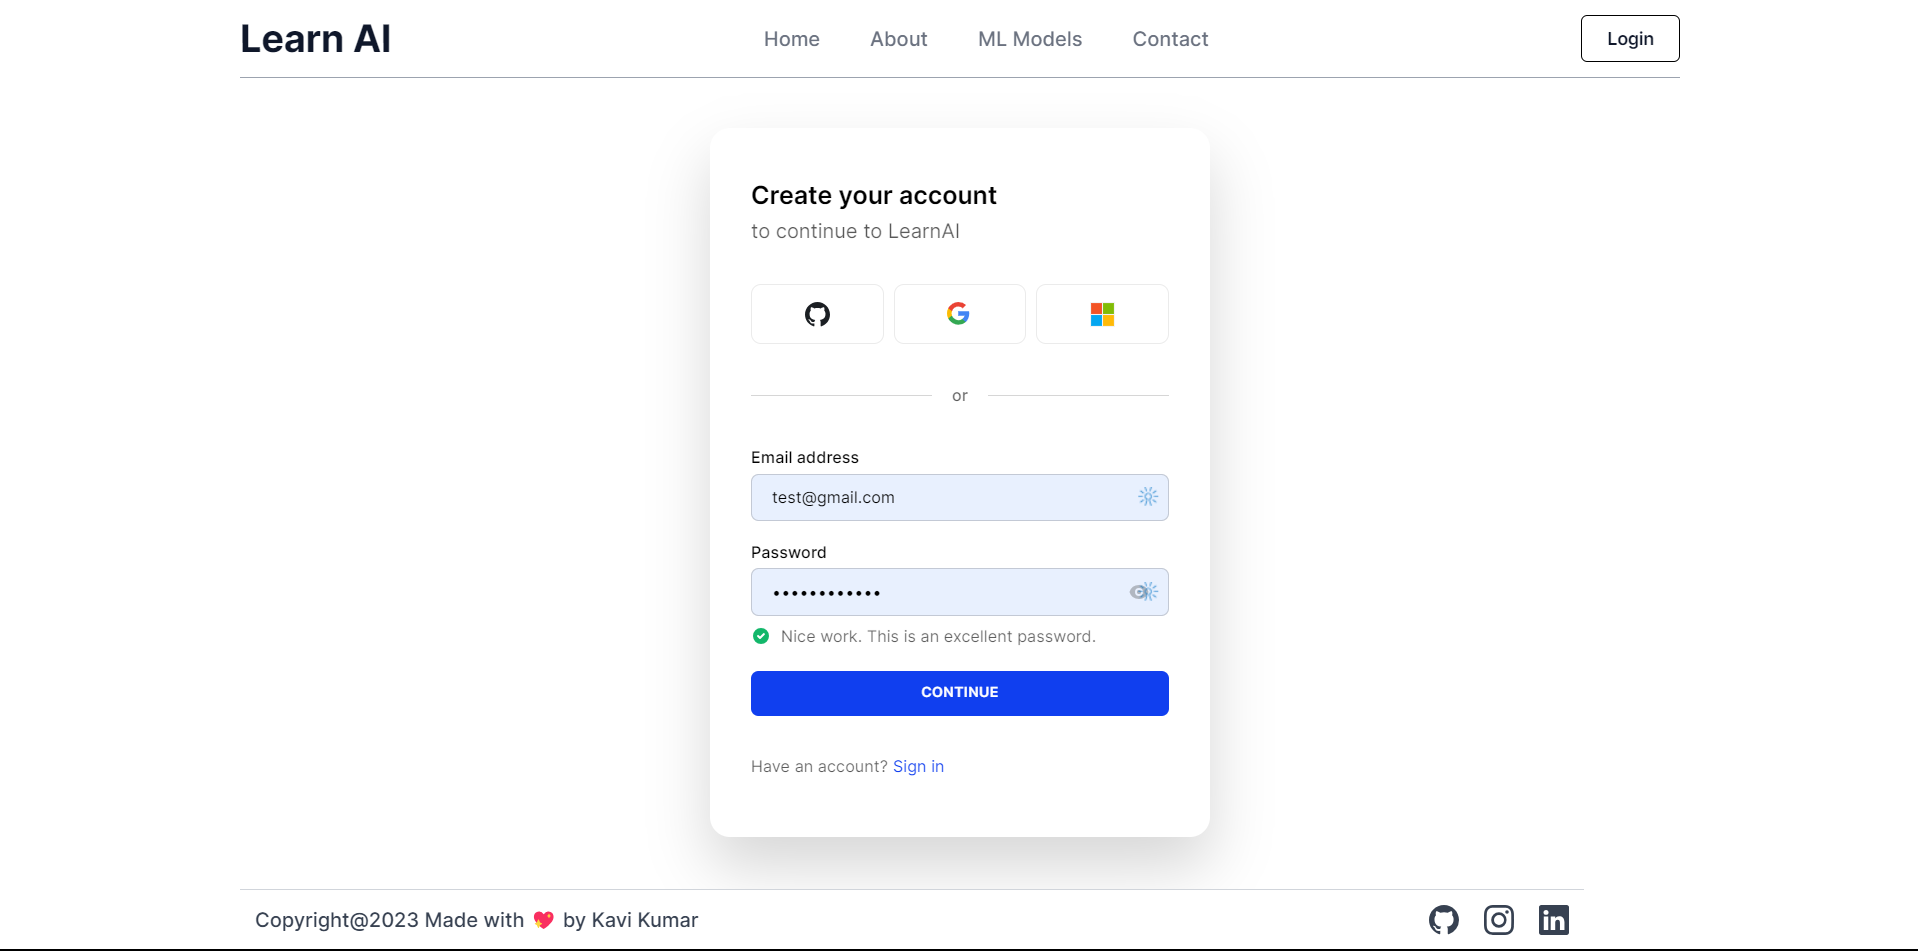 Learn AI
Home About ML Models Contact
Login
Create your account
to continue to LearnAI
or
Email address
test@gmail.com
Password
••••••••••••
Nice work. This is an excellent password.
CONTINUE
Have an account? Sign in
Copyright@2023 Made with 💖 by Kavi Kumar
in